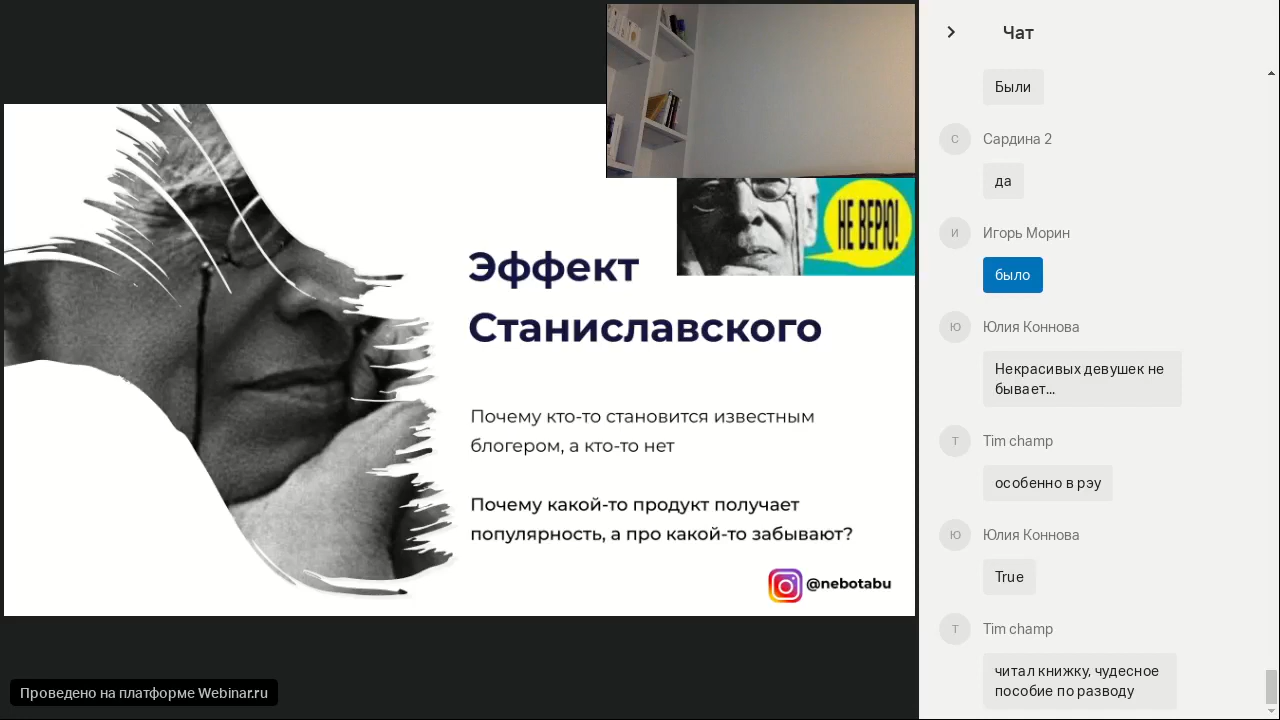 НЕ ВЕРЮ!
Эффект
Станиславского
Почему кто-то становится известным
блогером, а кто-то нет
Почему какой-то продукт получает
популярность, а про какой-то забывают?
@nebotabu
Проведено на платформе Webinar.ru
Чат
Были
С
Сардина 2
да
И
Игорь Морин
было
Ю
Юлия Коннова
Некрасивых девушек не
бывает...
T
Tim champ
особенно в рэу
Ю
Юлия Коннова
True
T
Tim champ
читал книжку, чудесное
пособие по разводу